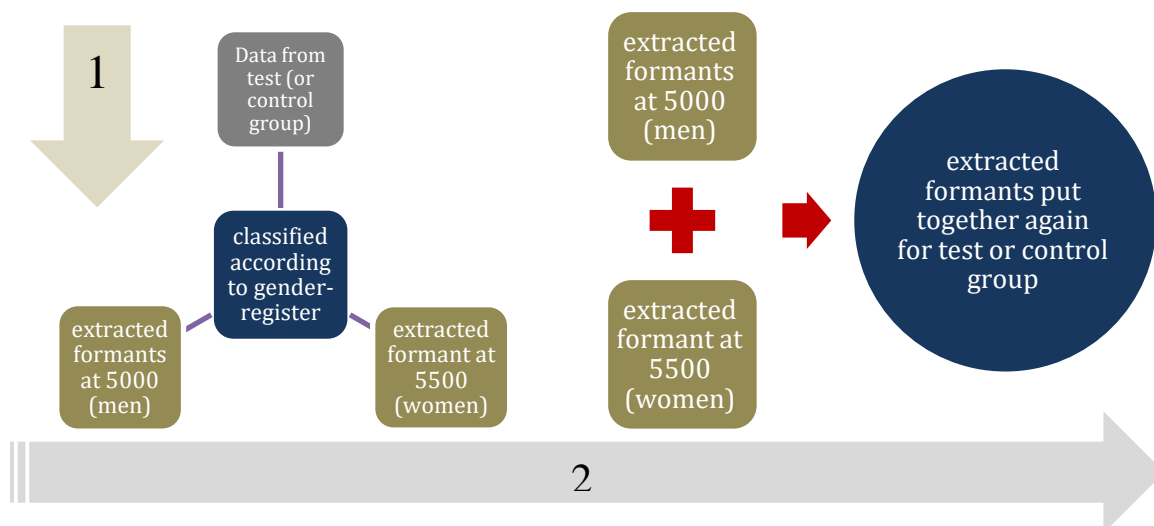 1
Data from
test (or
control
group)
classified
according
to gender-
register
extracted
formants
at 5000
(men)
extracted
formant at
5500
(women)
extracted
formants
at 5000
(men)
extracted
formant at
5500
(women)
extracted
formants put
together again
for test or control
group
2